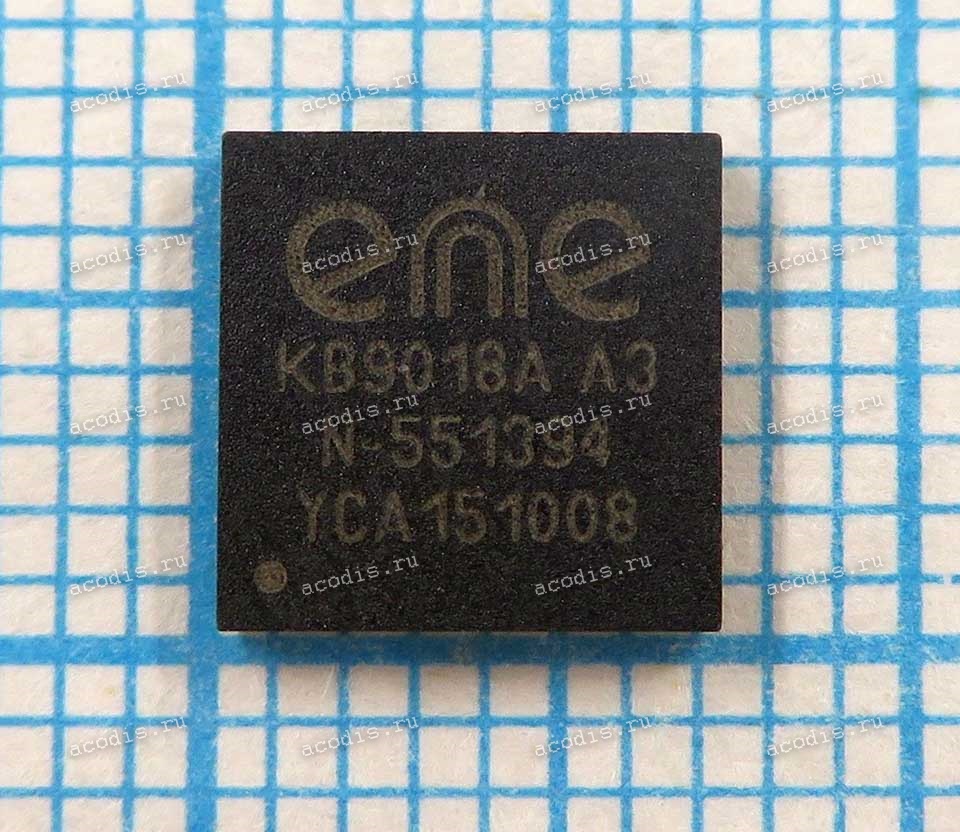 ene
KB9018A A3
N-551394
YCA151008
acodis.ru